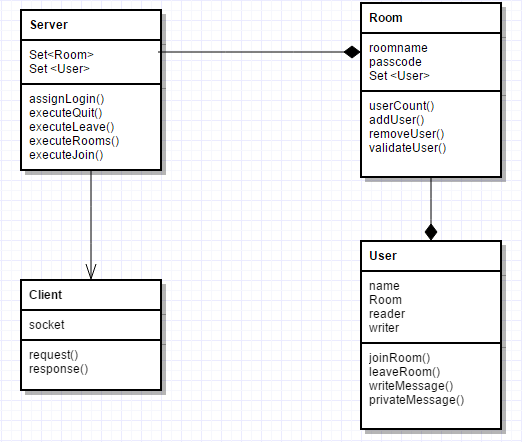 Server
Set<Room>
Set <User>
assignLogin()
executeQuit()
executeLeave()
executeRooms()
executeJoin()
Room
roomname
passcode
Set <User>
userCount()
addUser()
removeUser()
validateUser()
Client
socket
request()
response()
User
name
Room
reader
writer
joinRoom()
leaveRoom()
writeMessage()
privateMessage()